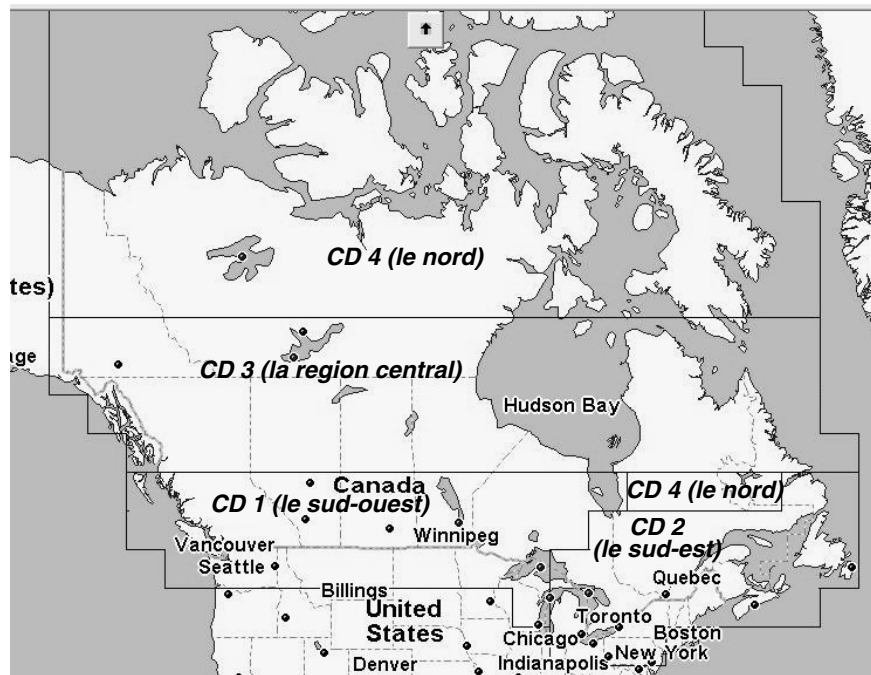 CD 4 (le nord)
tes)
age
CD 3 (la region central)
Hudson Bay
Canada
CD 4 (le nord)
CD 1 (le sud-ouest)
CD 2
(le sud-est)
Winnipeg
Vancouver
Seattle
Quebec
Billings
United
States
Toronto
Chicago
Boston
Indianapolis
New York
Denver